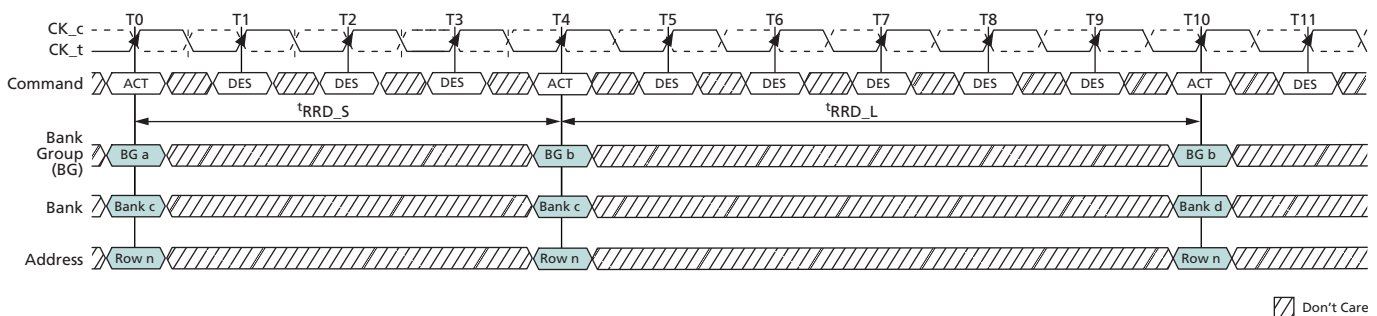 T0 T1 T2 T3 T4 T5 T6 T7 T8 T9 T10 T11
CK_c
CK_t
Command ACT DES DES DES ACT DES DES DES DES DES ACT DES
tRRD_S tRRD_L
Bank
Group
(BG)
BG a BG b BG b
Bank Bank c Bank c Bank d
Address Row n Row n Row n
Don't Care